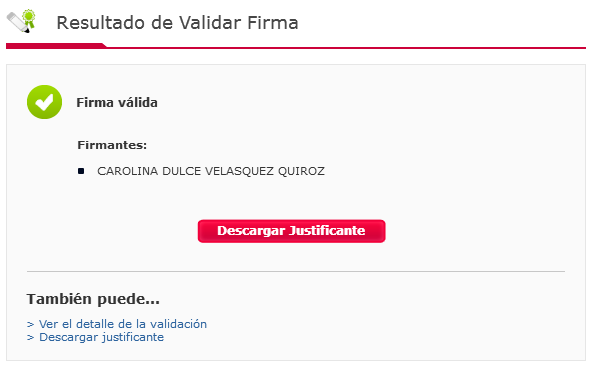 Resultado de Validar Firma
Firma válida
Firmantes:
CAROLINA DULCE VELASQUEZ QUIROZ
Descargar Justificante
También puede...
> Ver el detalle de la validación
> Descargar justificante